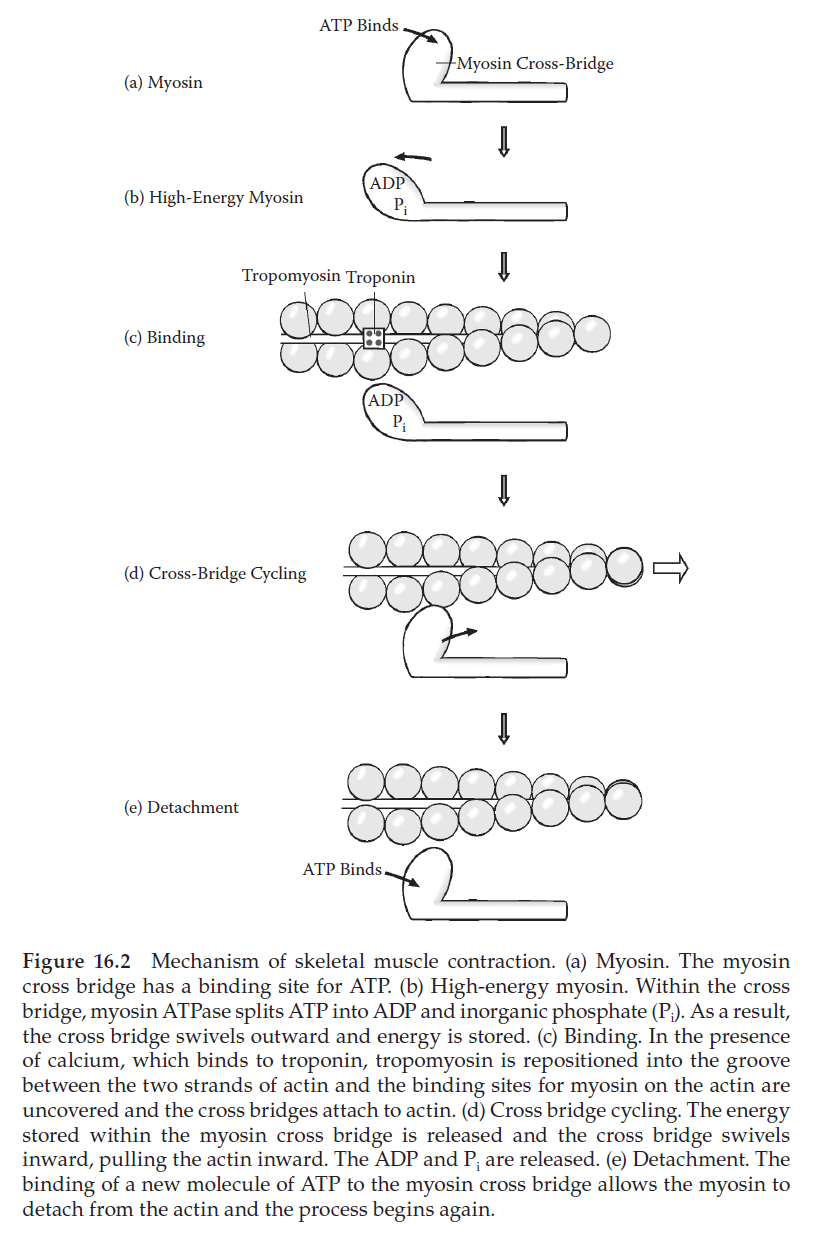 ATP Binds
Myosin Cross-Bridge
(a) Myosin
(b) High-Energy Myosin
ADP
Pi
Tropomyosin Troponin
(c) Binding
ADP
Pi
(d) Cross-Bridge Cycling
(e) Detachment
ATP Binds
Figure 16.2 Mechanism of skeletal muscle contraction. (a) Myosin. The myosin
cross bridge has a binding site for ATP. (b) High-energy myosin. Within the cross
bridge, myosin ATPase splits ATP into ADP and inorganic phosphate (Pi). As a result,
the cross bridge swivels outward and energy is stored. (c) Binding. In the presence
of calcium, which binds to troponin, tropomyosin is repositioned into the groove
between the two strands of actin and the binding sites for myosin on the actin are
uncovered and the cross bridges attach to actin. (d) Cross bridge cycling. The energy
stored within the myosin cross bridge is released and the cross bridge swivels
inward, pulling the actin inward. The ADP and Pi are released. (e) Detachment. The
binding of a new molecule of ATP to the myosin cross bridge allows the myosin to
detach from the actin and the process begins again.